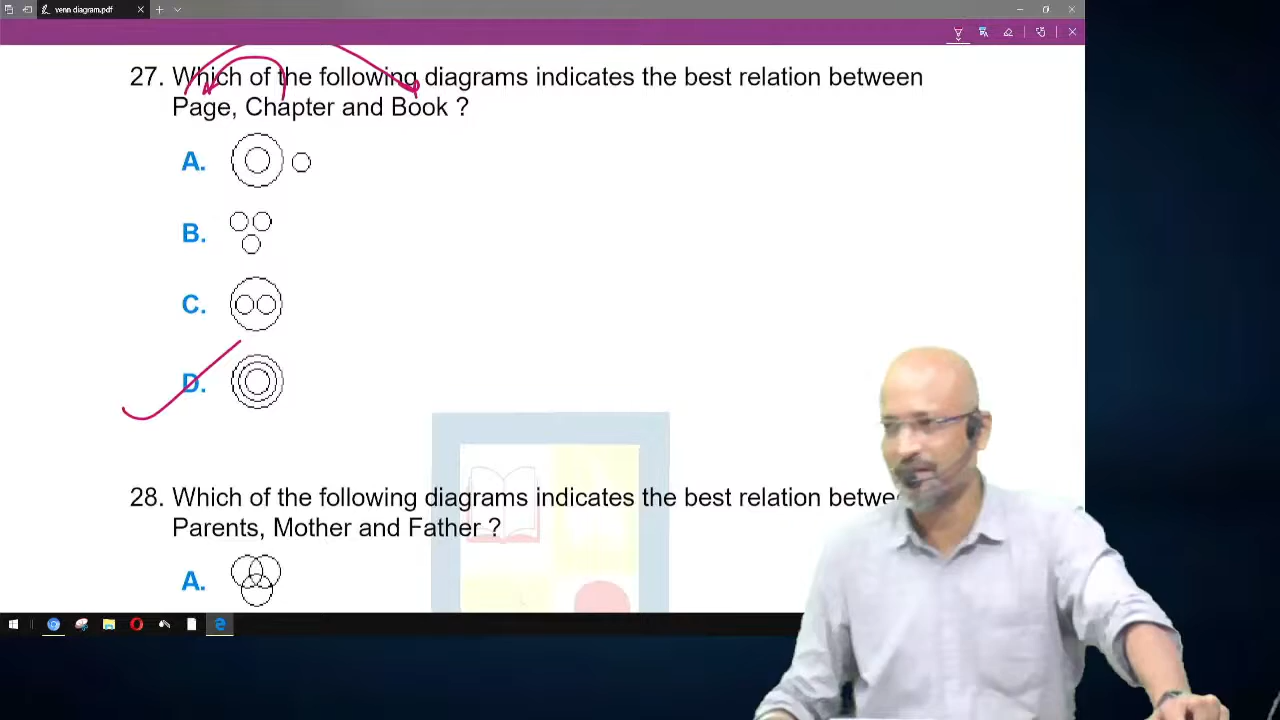 venn diagram.pdf
27. Which of the following diagrams indicates the best relation between
Page, Chapter and Book ?
A.
B.
C.
D.
28. Which of the following diagrams indicates the best relation betwe
Parents, Mother and Father ?
A.